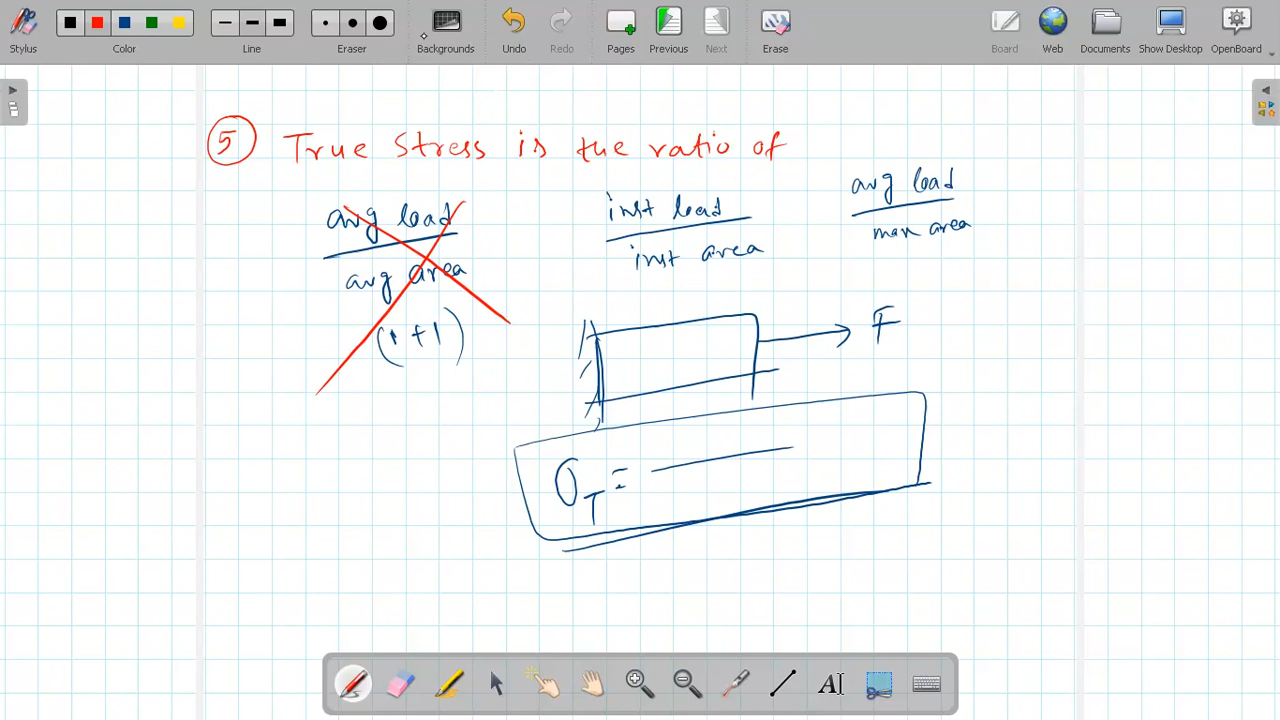 Stylus
Color
Line
Eraser
Backgrounds
Undo
Redo
Pages
Previous
Next
Erase
Board
Web
Documents
Show Desktop
OpenBoard
5 True stress is the ratio of
avg load
avg area
inst load
inst area
avg load
max area
F
σT =